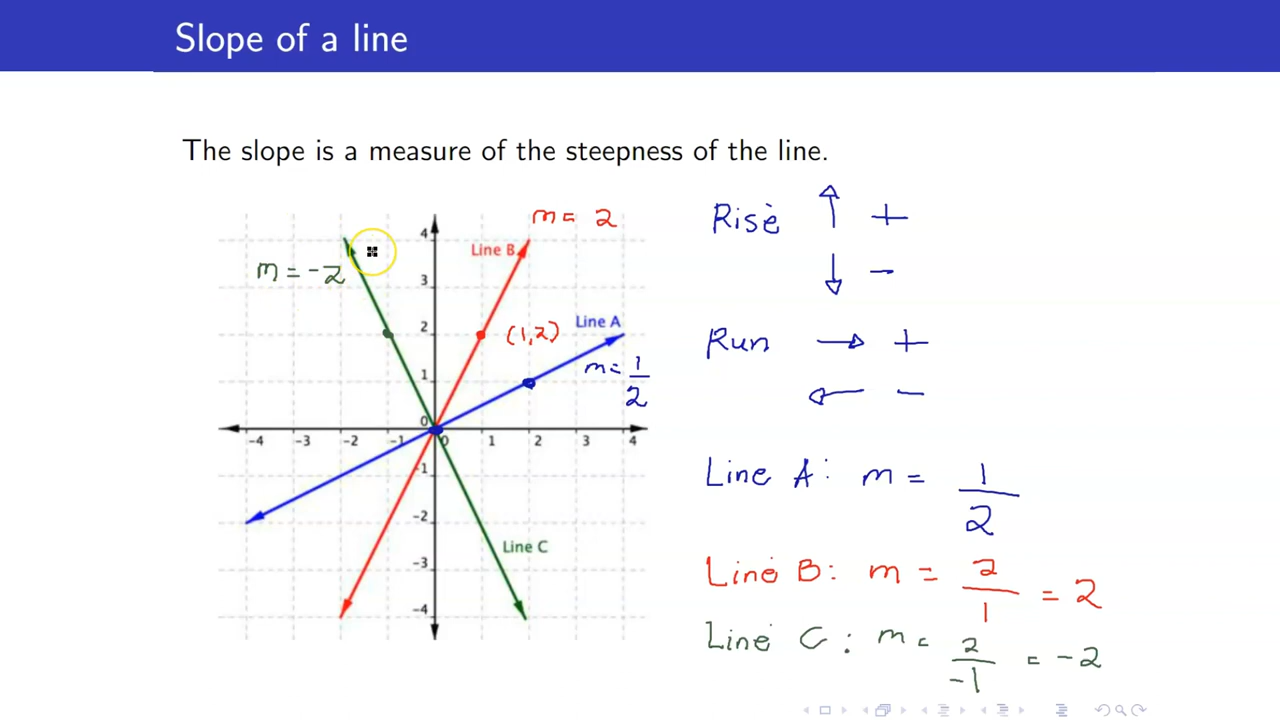 Slope of a line
The slope is a measure of the steepness of the line.
m = 2
Rise ↑ +
↓ −
4
Line B
m = -2
3
(1,2)
Line A
2
Run → +
← −
m = 1/2
1
0
-4 -3 -2 -1 0 1 2 3 4
-1
Line A: m = 1/2
-2
Line C
-3
Line B: m = 2/1 = 2
-4
Line C: m = 2/-1 = -2